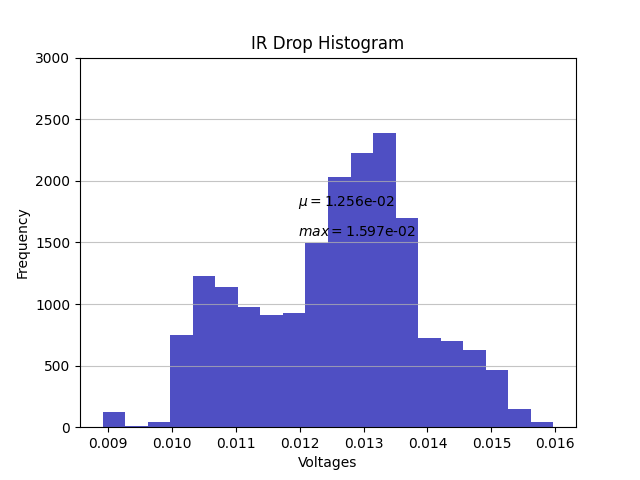 IR Drop Histogram
3000
2500
2000
1500
1000
500
0
Frequency
μ = 1.256e-02
max = 1.597e-02
0.009 0.010 0.011 0.012 0.013 0.014 0.015 0.016
Voltages